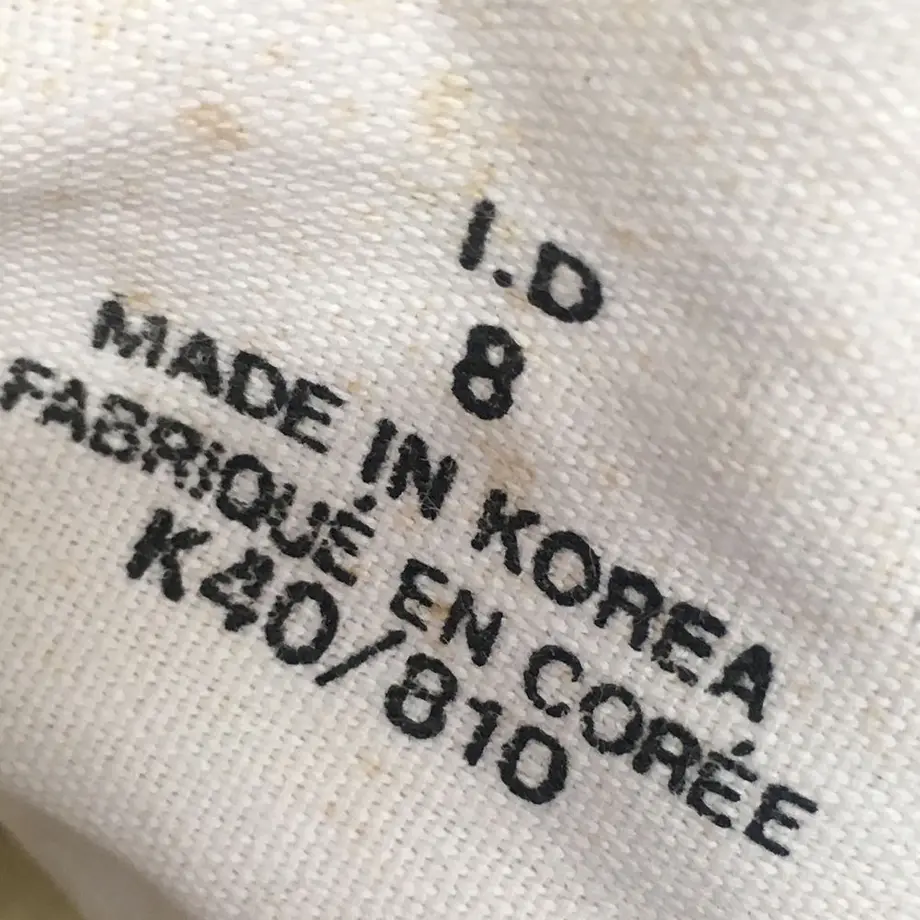 I.D
8
MADE IN KOREA
FABRIQUÉ EN CORÉE
K40/810